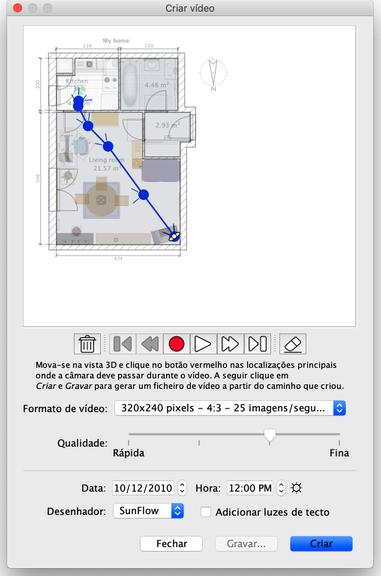 Criar vídeo
My home
Kitchen
4.46 m²
2.93 m²
Living room
21.57 m²
N
Mova-se na vista 3D e clique no botão vermelho nas localizações principais
onde a câmara deve passar durante o vídeo. A seguir clique em
Criar e Gravar para gerar um ficheiro de vídeo a partir do caminho que criou.
Formato de vídeo: 320x240 pixels – 4:3 – 25 imagens/segu...
Qualidade:
Rápida Fina
Data: 10/12/2010 Hora: 12:00 PM
Desenhador: SunFlow Adicionar luzes de tecto
Fechar Gravar... Criar